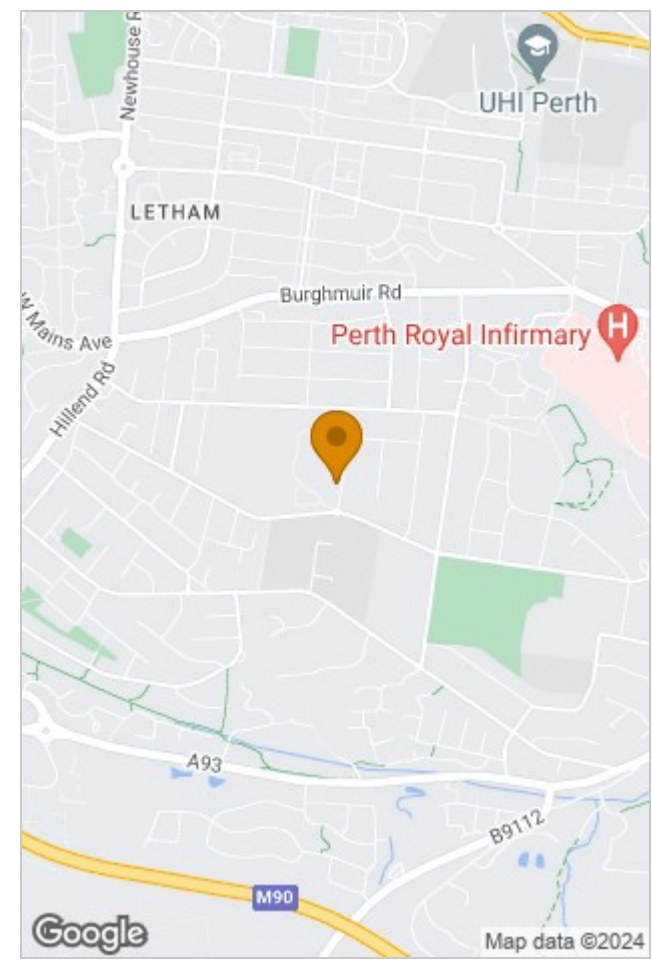 Newhouse R
UHI Perth
LETHAM
Burghmuir Rd
W Mains Ave
Perth Royal Infirmary
H
Hillend Rd
A93
B9112
M90
Google
Map data ©2024